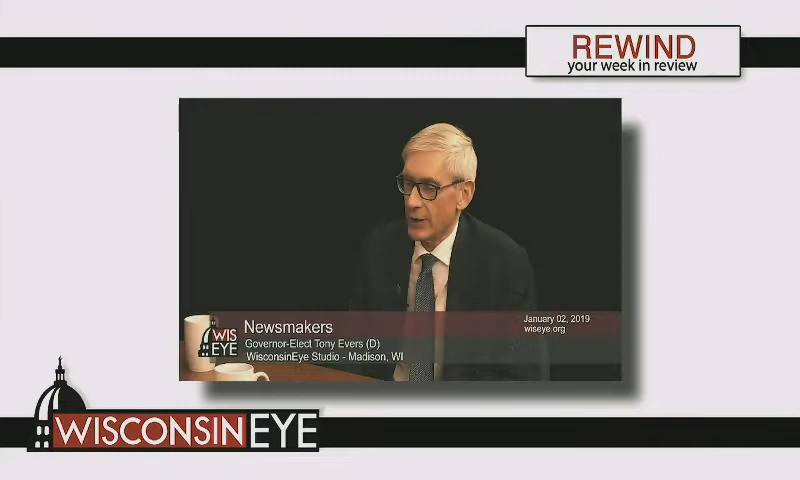 REWIND
your week in review
Newsmakers
January 02, 2019
wiseye.org
Governor-Elect Tony Evers (D)
WisconsinEye Studio - Madison, WI
WIS
EYE
WISCONSINEYE